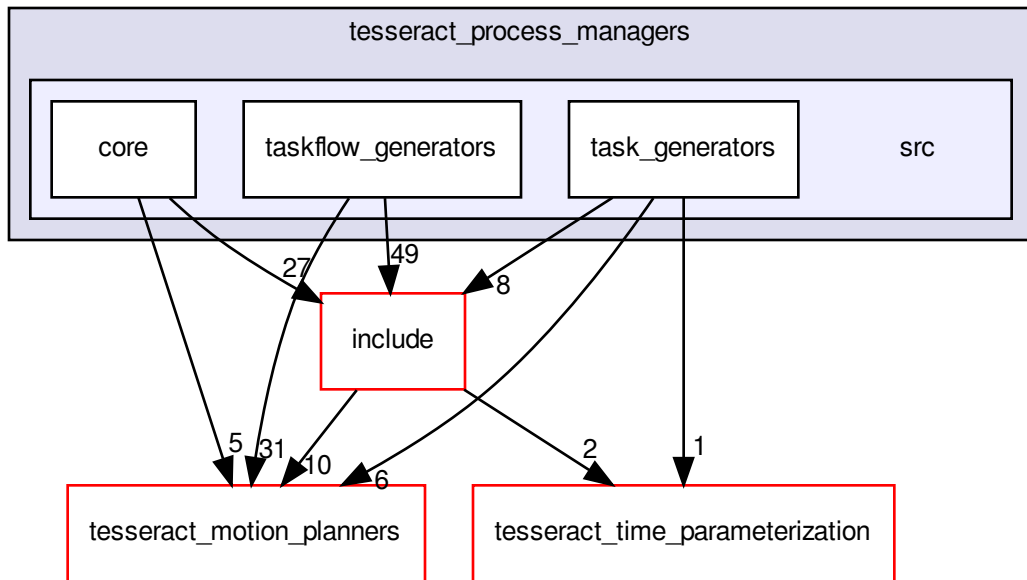 tesseract_process_managers
core
taskflow_generators
task_generators
src
27
49
8
include
5
31
10
6
2
1
tesseract_motion_planners
tesseract_time_parameterization